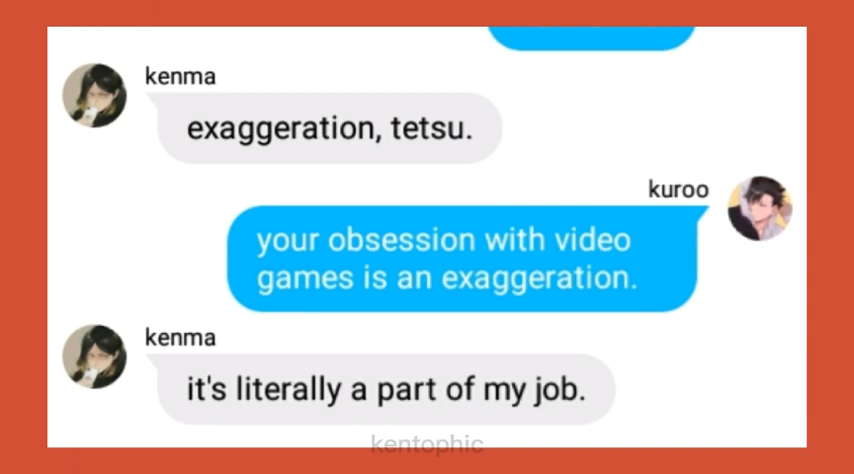 kenma
exaggeration, tetsu.
kuroo
your obsession with video
games is an exaggeration.
kenma
it's literally a part of my job.
kentophic